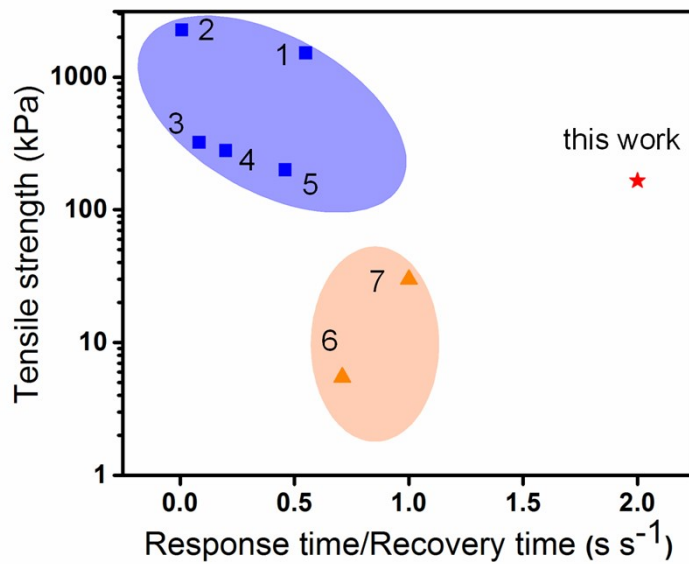 2
1
1000
3
4
this work
5
100
7
10
6
1
0.0 0.5 1.0 1.5 2.0
Tensile strength (kPa)
Response time/Recovery time (s s⁻¹)